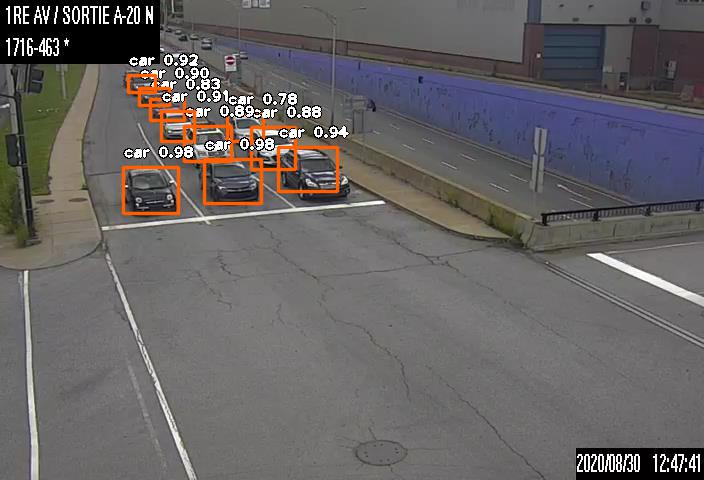 1RE AV / SORTIE A-20 N
1716-463 *
car 0.92
car 0.90
car 0.83
car 0.91
car 0.78
car 0.89
car 0.88
car 0.94
car 0.98
car 0.98
2020/08/30 12:47:41